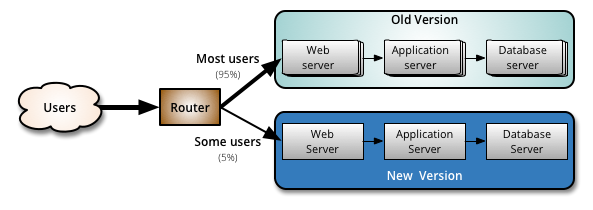 Old Version
Web
server
Application
server
Database
server
Most users
(95%)
Users
Router
Some users
(5%)
Web
Server
Application
Server
Database
Server
New Version